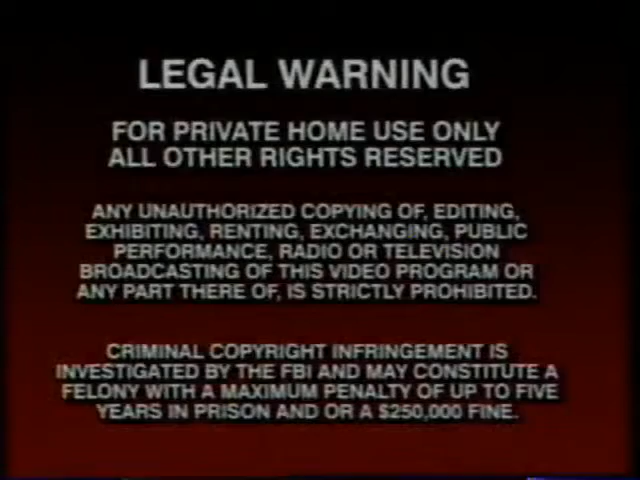 LEGAL WARNING
FOR PRIVATE HOME USE ONLY
ALL OTHER RIGHTS RESERVED
ANY UNAUTHORIZED COPYING OF, EDITING,
EXHIBITING, RENTING, EXCHANGING, PUBLIC
PERFORMANCE, RADIO OR TELEVISION
BROADCASTING OF THIS VIDEO PROGRAM OR
ANY PART THERE OF, IS STRICTLY PROHIBITED.
CRIMINAL COPYRIGHT INFRINGEMENT IS
INVESTIGATED BY THE FBI AND MAY CONSTITUTE A
FELONY WITH A MAXIMUM PENALTY OF UP TO FIVE
YEARS IN PRISON AND OR A $250,000 FINE.